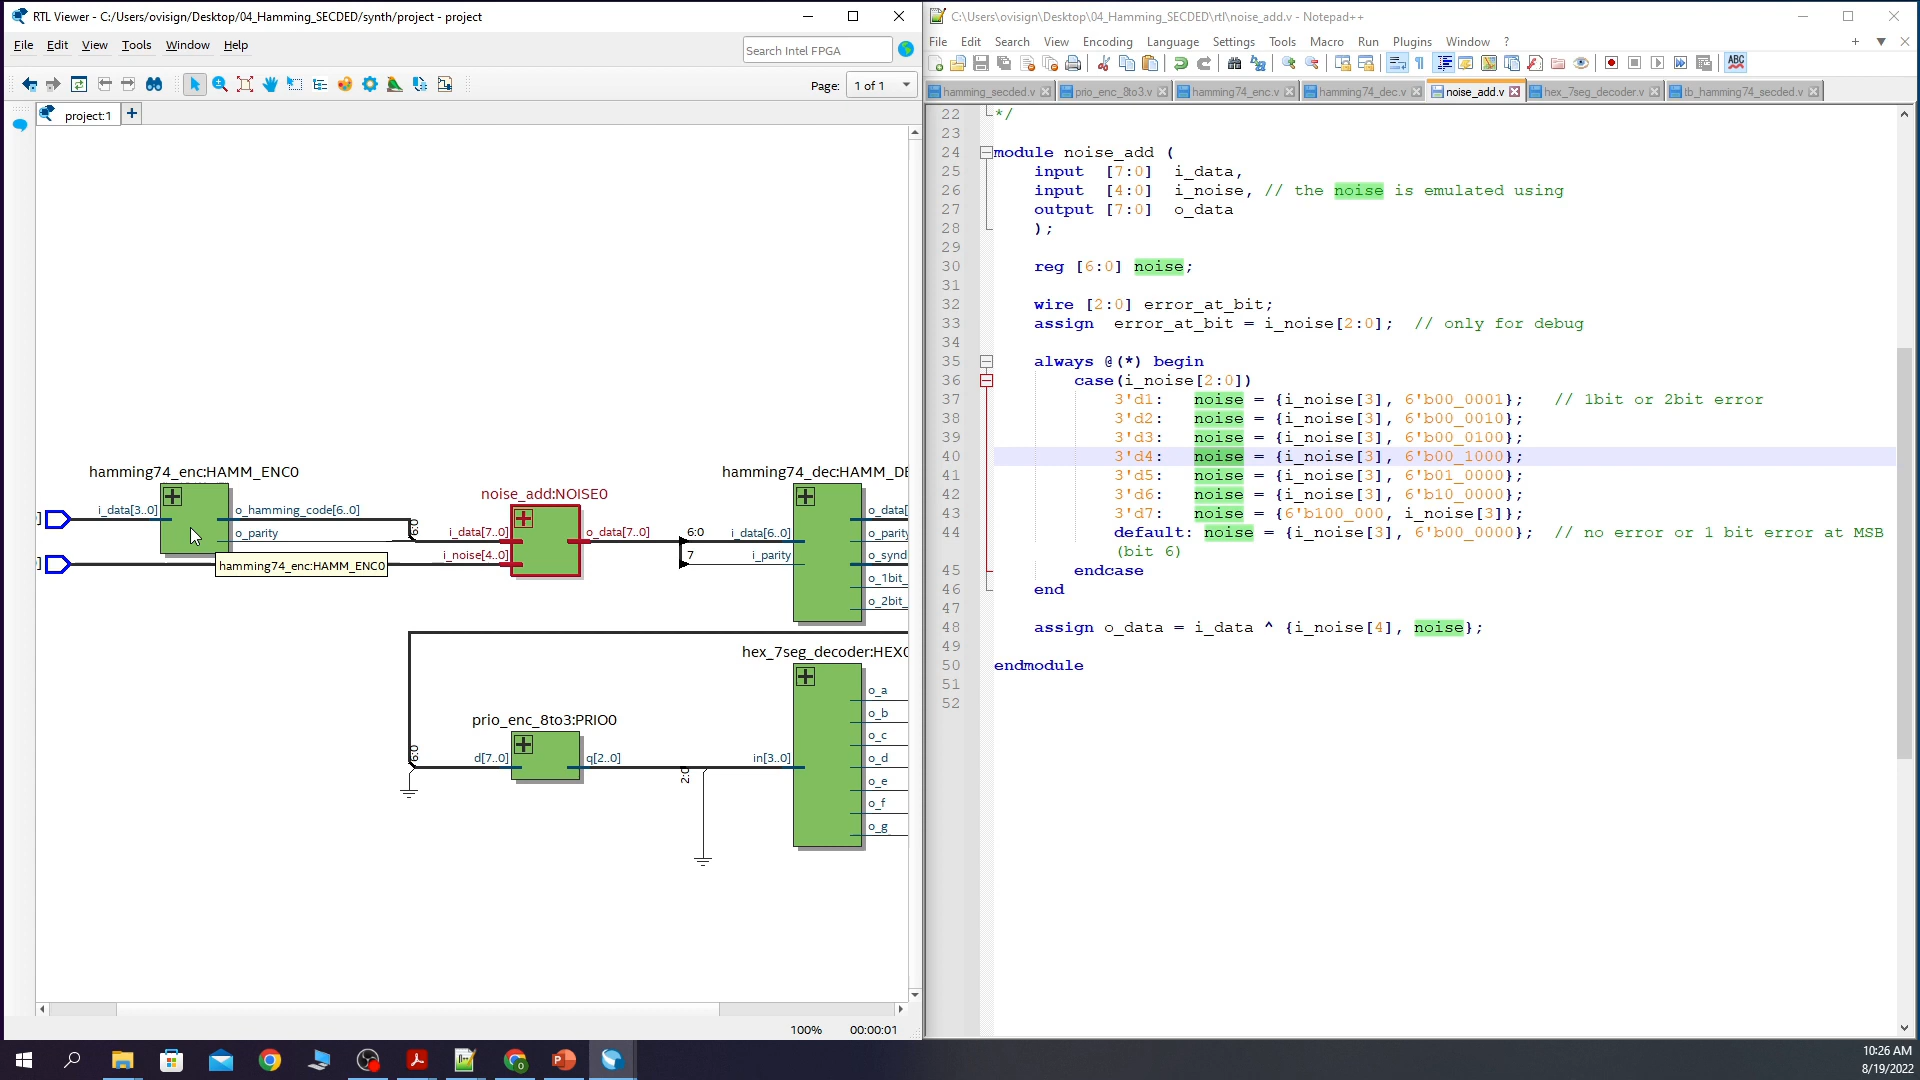 RTL Viewer - C:/Users/ovisign/Desktop/04_Hamming_SECDED/synth/project - project
File Edit View Tools Window Help
Search Intel FPGA
Page: 1 of 1
project:1
hamming74_enc:HAMM_ENC0
i_data[3..0]
o_hamming_code[6..0]
o_parity
hamming74_enc:HAMM_ENC0
6:0
noise_add:NOISE0
i_data[7..0]
i_noise[4..0]
o_data[7..0]
6:0
7
hamming74_dec:HAMM_DE
i_data[6..0]
i_parity
o_data[
o_parity
o_synd
o_1bit_
o_2bit_
hex_7seg_decoder:HEX0
in[3..0]
o_a
o_b
o_c
o_d
o_e
o_f
o_g
prio_enc_8to3:PRIO0
6:0
d[7..0]
q[2..0]
2:0
100% 00:00:01
C:\Users\ovisign\Desktop\04_Hamming_SECDED\rtl\noise_add.v - Notepad++
File Edit Search View Encoding Language Settings Tools Macro Run Plugins Window ?
ABC
hamming_secded.v prio_enc_8to3.v hamming74_enc.v hamming74_dec.v noise_add.v hex_7seg_decoder.v tb_hamming74_secded.v
22 */
23
24 module noise_add (
25 input [7:0] i_data,
26 input [4:0] i_noise, // the noise is emulated using
27 output [7:0] o_data
28 );
29
30 reg [6:0] noise;
31
32 wire [2:0] error_at_bit;
33 assign error_at_bit = i_noise[2:0]; // only for debug
34
35 always @(*) begin
36 case(i_noise[2:0])
37 3'd1: noise = {i_noise[3], 6'b00_0001}; // 1bit or 2bit error
38 3'd2: noise = {i_noise[3], 6'b00_0010};
39 3'd3: noise = {i_noise[3], 6'b00_0100};
40 3'd4: noise = {i_noise[3], 6'b00_1000};
41 3'd5: noise = {i_noise[3], 6'b01_0000};
42 3'd6: noise = {i_noise[3], 6'b10_0000};
43 3'd7: noise = {6'b100_000, i_noise[3]};
44 default: noise = {i_noise[3], 6'b00_0000}; // no error or 1 bit error at MSB
(bit 6)
45 endcase
46 end
47
48 assign o_data = i_data ^ {i_noise[4], noise};
49
50 endmodule
51
52
10:26 AM
8/19/2022